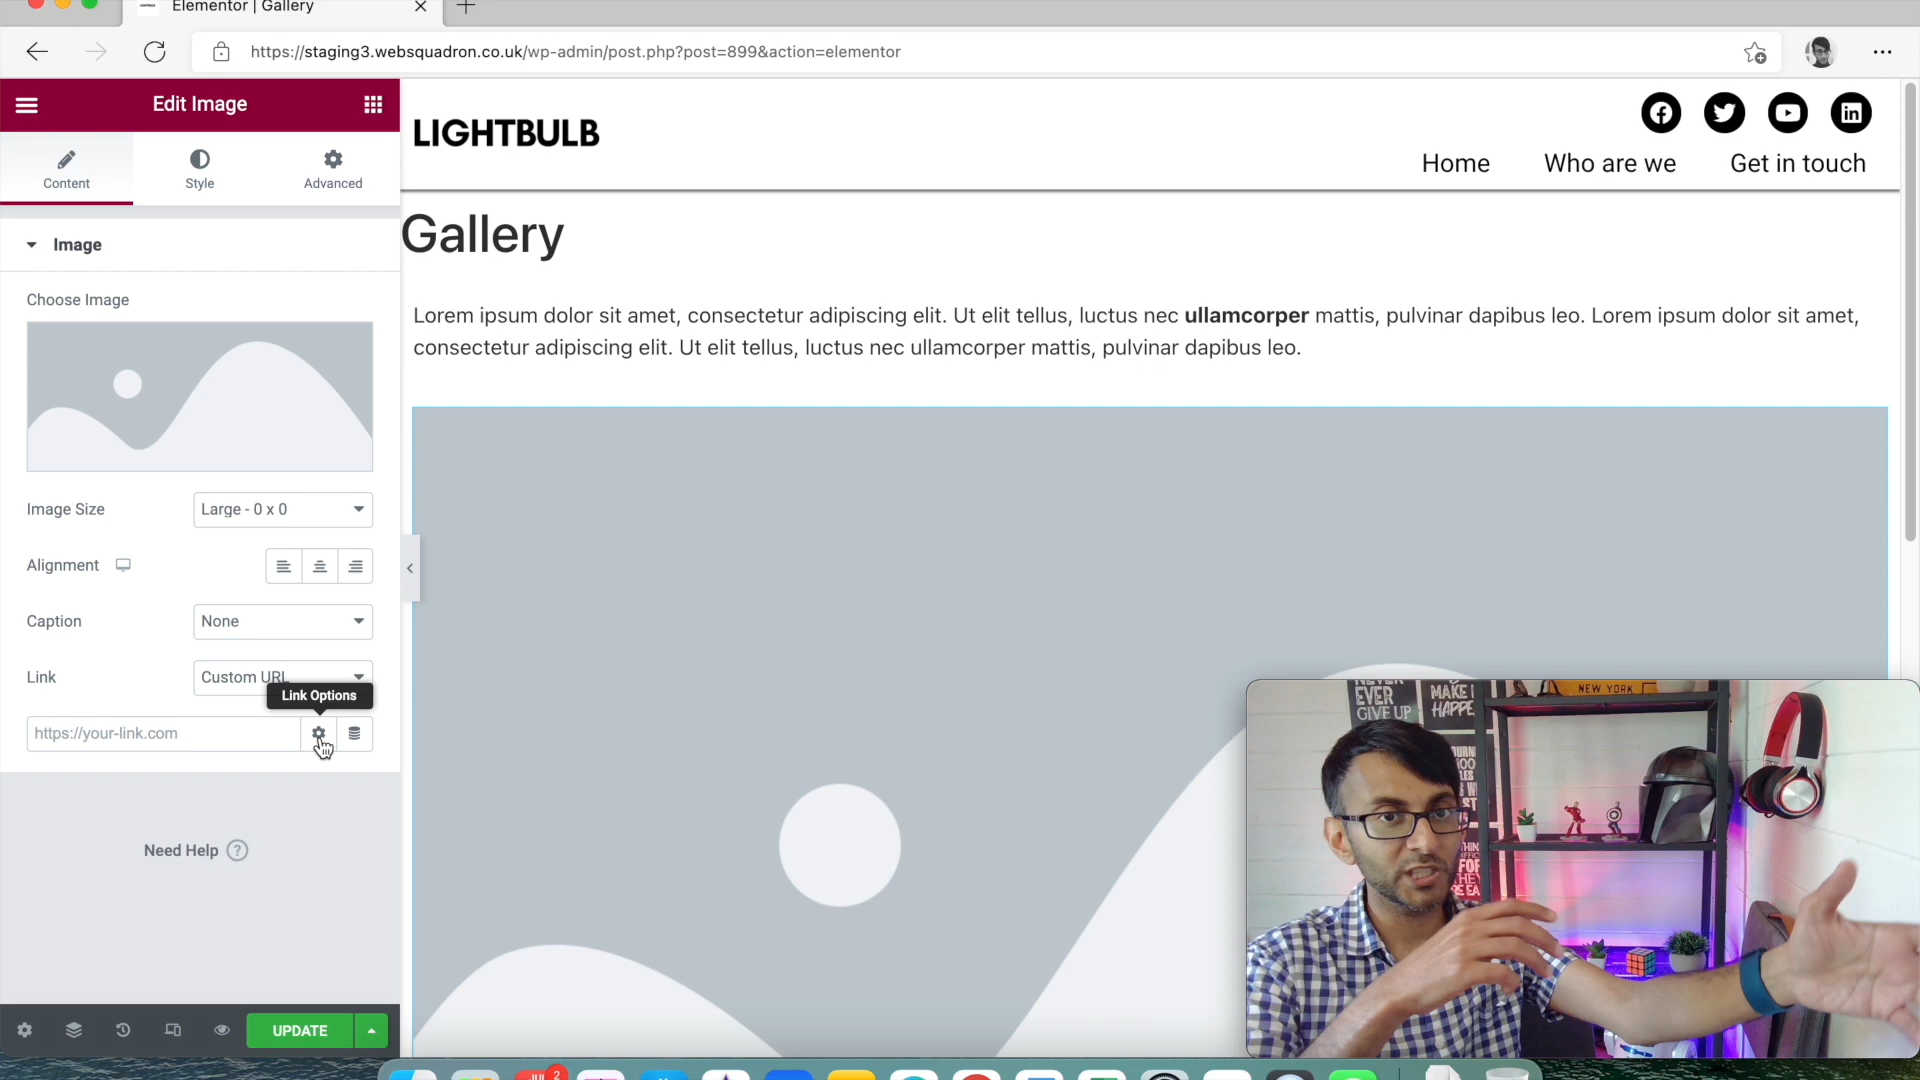 Elementor | Gallery
https://staging3.websquadron.co.uk/wp-admin/post.php?post=899&action=elementor
Edit Image
Content
Style
Advanced
Image
Choose Image
Image Size
Large - 0 x 0
Alignment
Caption
None
Link
Custom URL
Link Options
https://your-link.com
Need Help ?
UPDATE
LIGHTBULB
Home
Who are we
Get in touch
Gallery
Lorem ipsum dolor sit amet, consectetur adipiscing elit. Ut elit tellus, luctus nec ullamcorper mattis, pulvinar dapibus leo. Lorem ipsum dolor sit amet,
consectetur adipiscing elit. Ut elit tellus, luctus nec ullamcorper mattis, pulvinar dapibus leo.
NEVER
EVER
GIVE UP
MAKE
HAPPE
NEW YORK
2